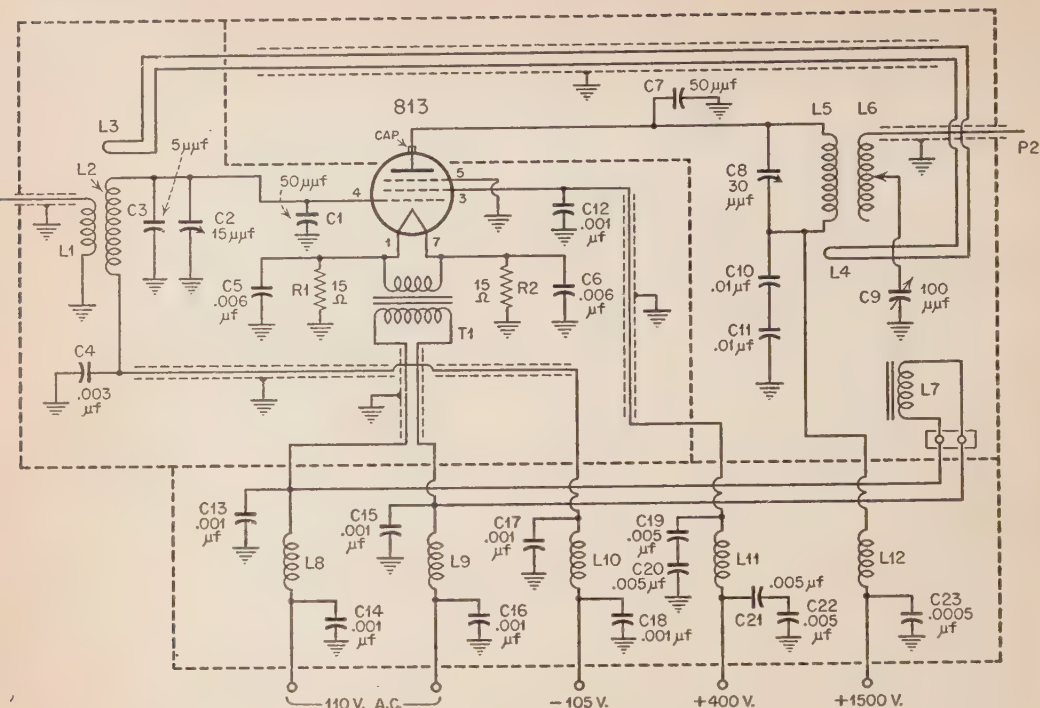 C7 50μμf
813
CAP
L3
5μμf
L2
50μμf
L5 L6
P2
C8
30
μμf
5
4
3
C3
C2
15μμf
C1
C12
.001
μf
L1
1 7
L4
C5
.006
μf
R1
15
Ω
15
Ω
R2
C6
.006
μf
C10
.01μf
C9
100
μμf
C11
.01μf
T1
C4
.003
μf
L7
C13
.001
μf
C15
.001
μf
C17
.001
μf
C19
.005
μf
C20
.005μf
L8
L9
L10
L11
L12
.005μf
C14
.001
μf
C16
.001
μf
C18
.001μf
C21
C22
.005
μf
C23
.0005
μf
110 V. A.C.
-105 V.
+400 V.
+1500 V.